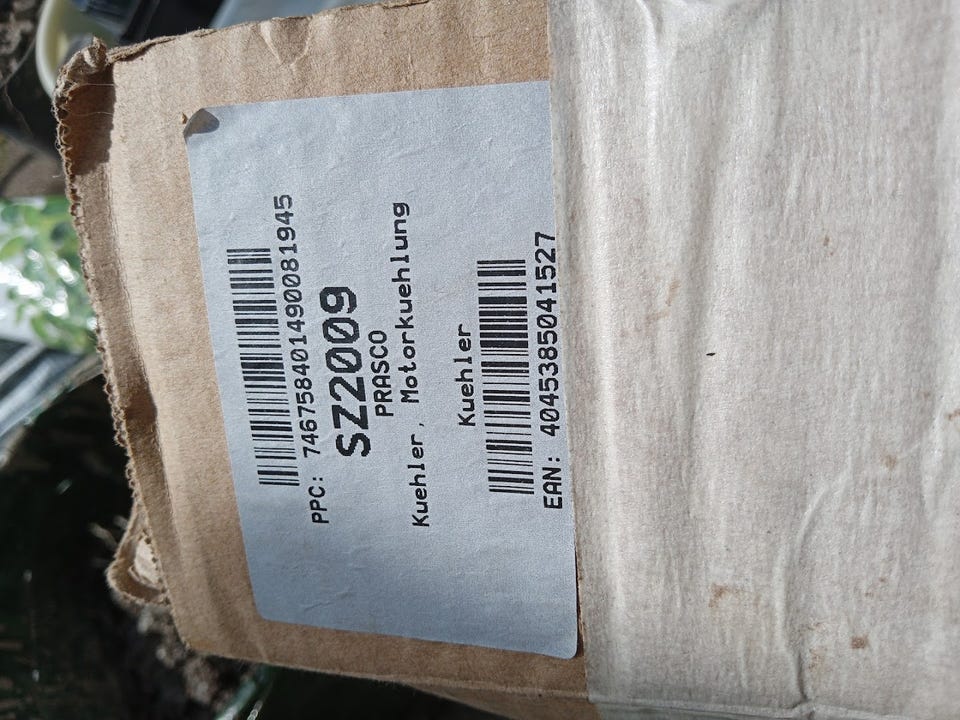 PPC: 746758401490081945
SZ2009
PRASCO
Kuehler, Motorkuehlung
Kuehler
EAN: 4045385041527